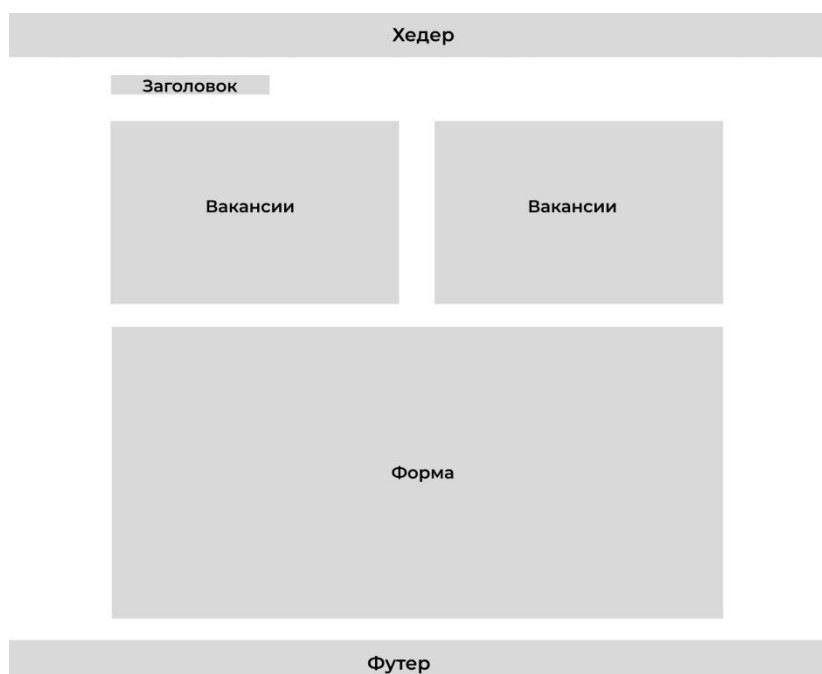 Хедер
Заголовок
Вакансии
Вакансии
Форма
Футер